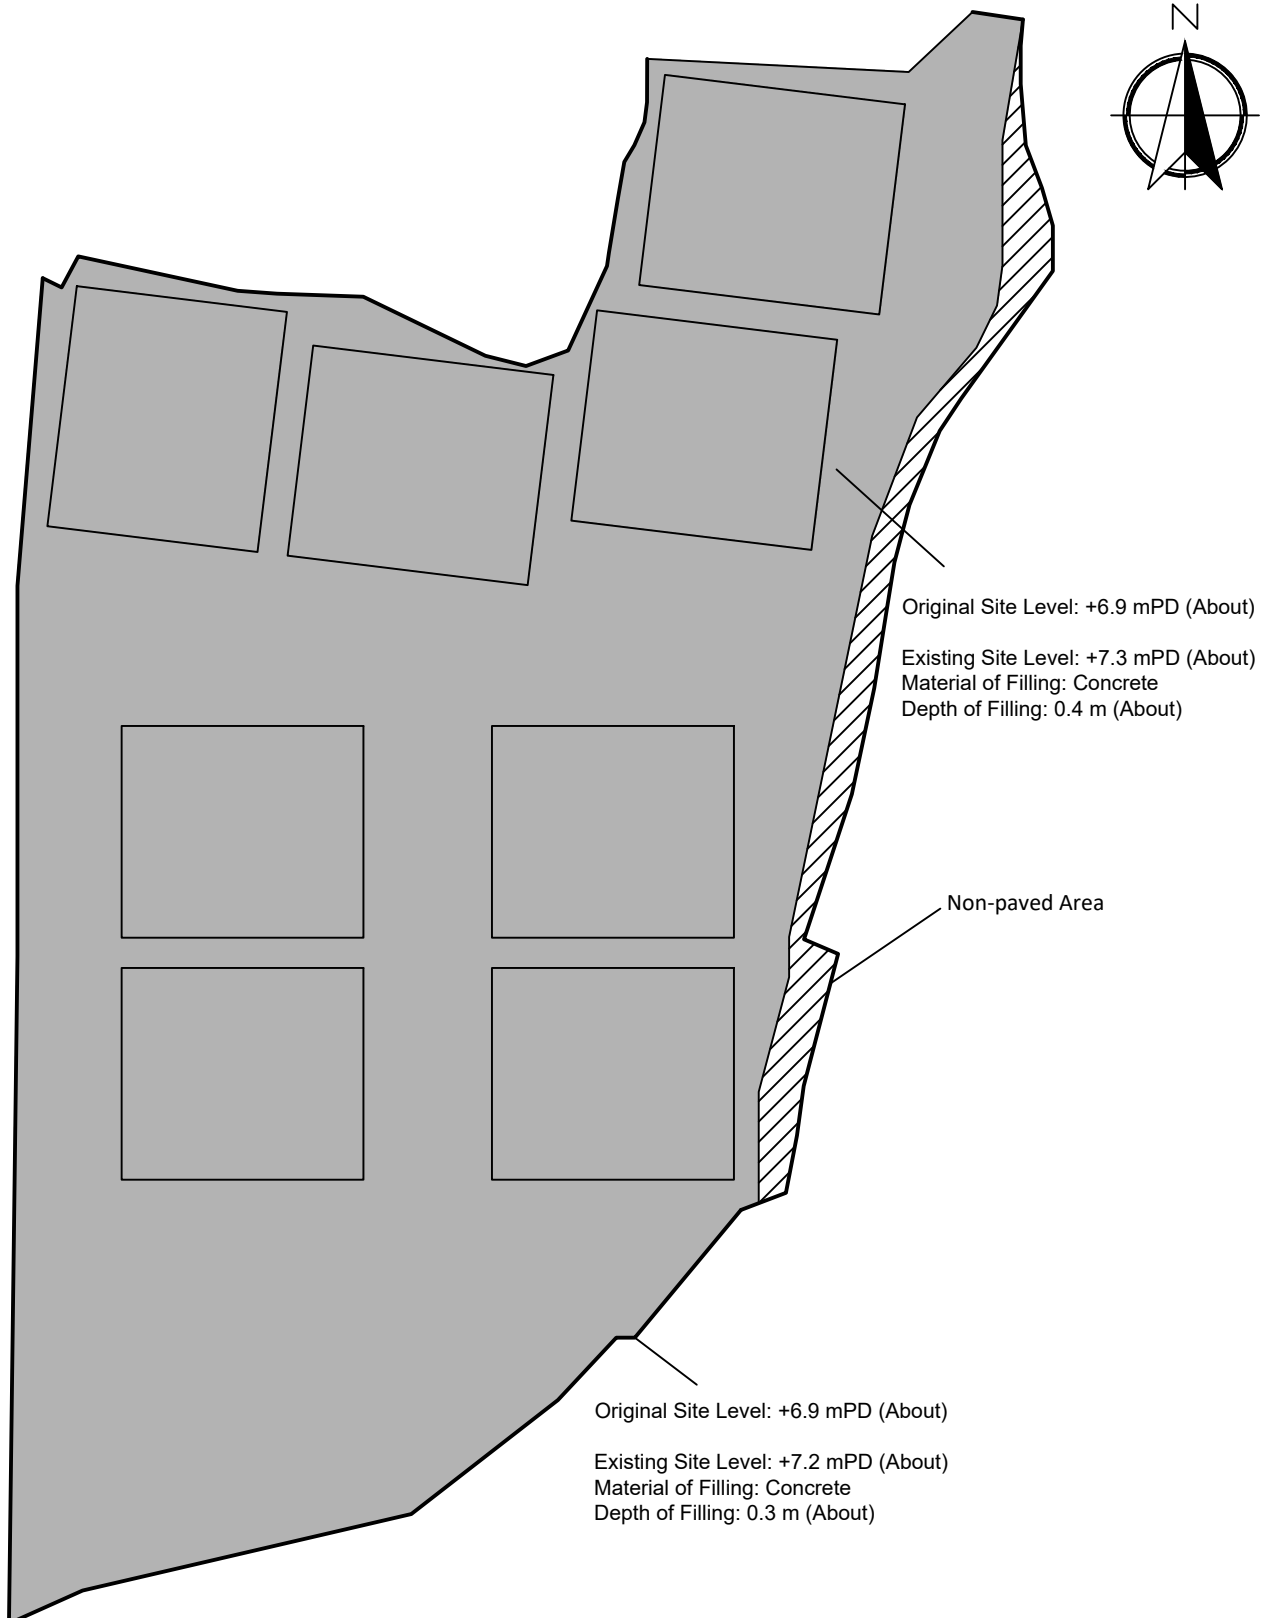 N
Original Site Level: +6.9 mPD (About)
Existing Site Level: +7.3 mPD (About)
Material of Filling: Concrete
Depth of Filling: 0.4 m (About)
Non-paved Area
Original Site Level: +6.9 mPD (About)
Existing Site Level: +7.2 mPD (About)
Material of Filling: Concrete
Depth of Filling: 0.3 m (About)